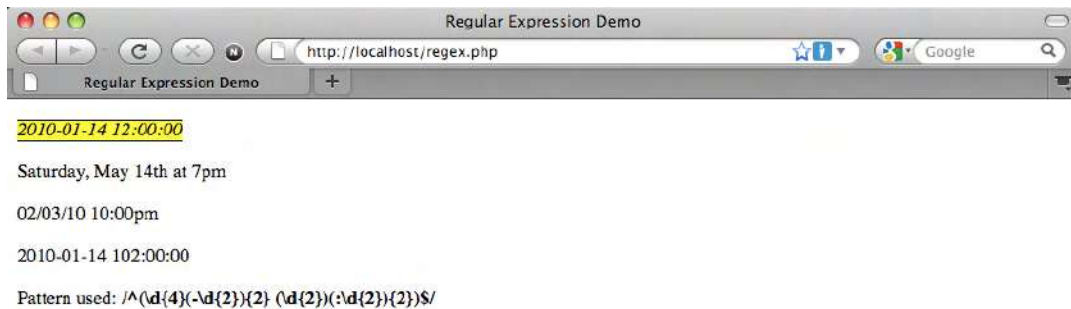 Regular Expression Demo
http://localhost/regex.php
Google
Regular Expression Demo
2010-01-14 12:00:00
Saturday, May 14th at 7pm
02/03/10 10:00pm
2010-01-14 102:00:00
Pattern used: /^(\d{4}(-\d{2}){2} (\d{2})(:\d{2}){2})$/